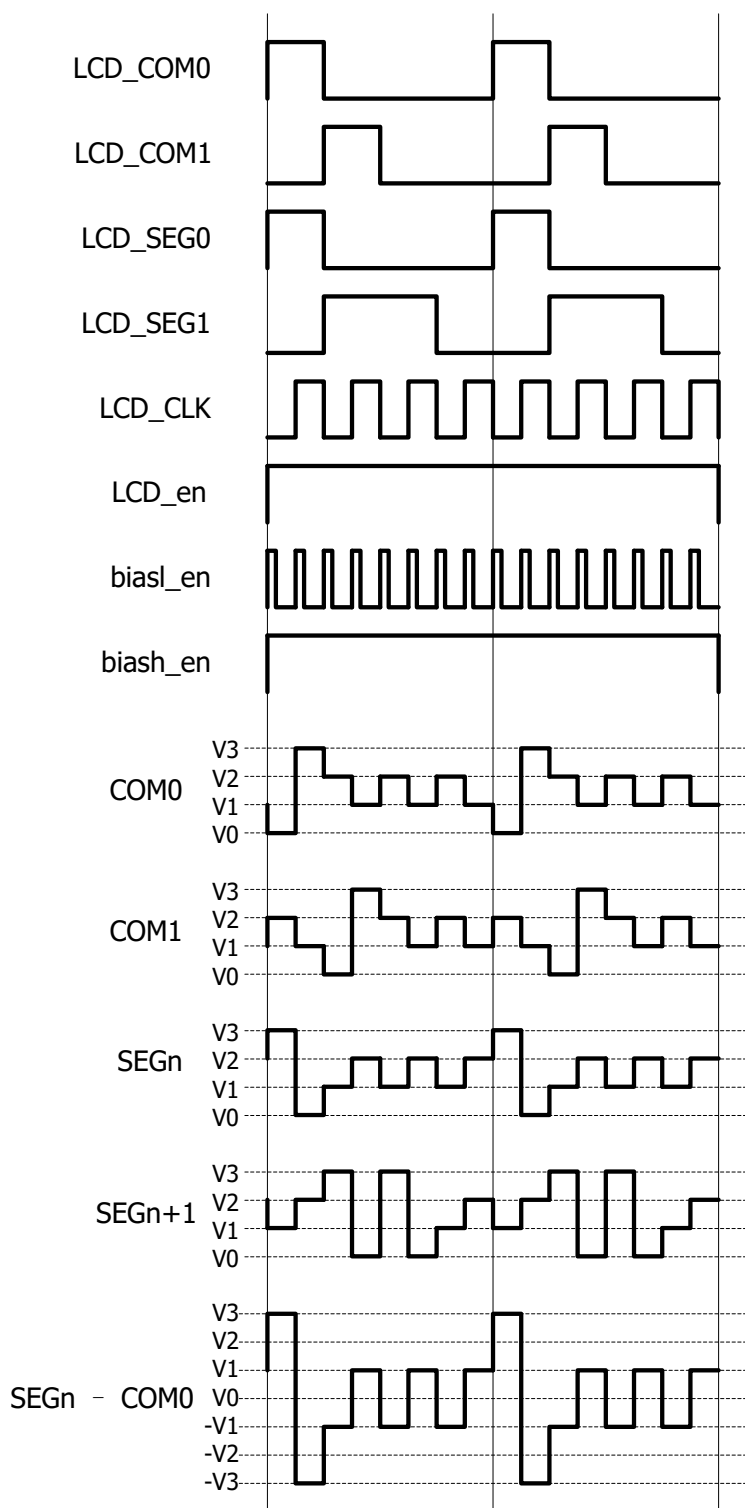 LCD_COM0
LCD_COM1
LCD_SEG0
LCD_SEG1
LCD_CLK
LCD_en
biasl_en
biash_en
COM0
V3
V2
V1
V0
COM1
V3
V2
V1
V0
SEGn
V3
V2
V1
V0
SEGn+1
V3
V2
V1
V0
SEGn - COM0
V3
V2
V1
V0
-V1
-V2
-V3